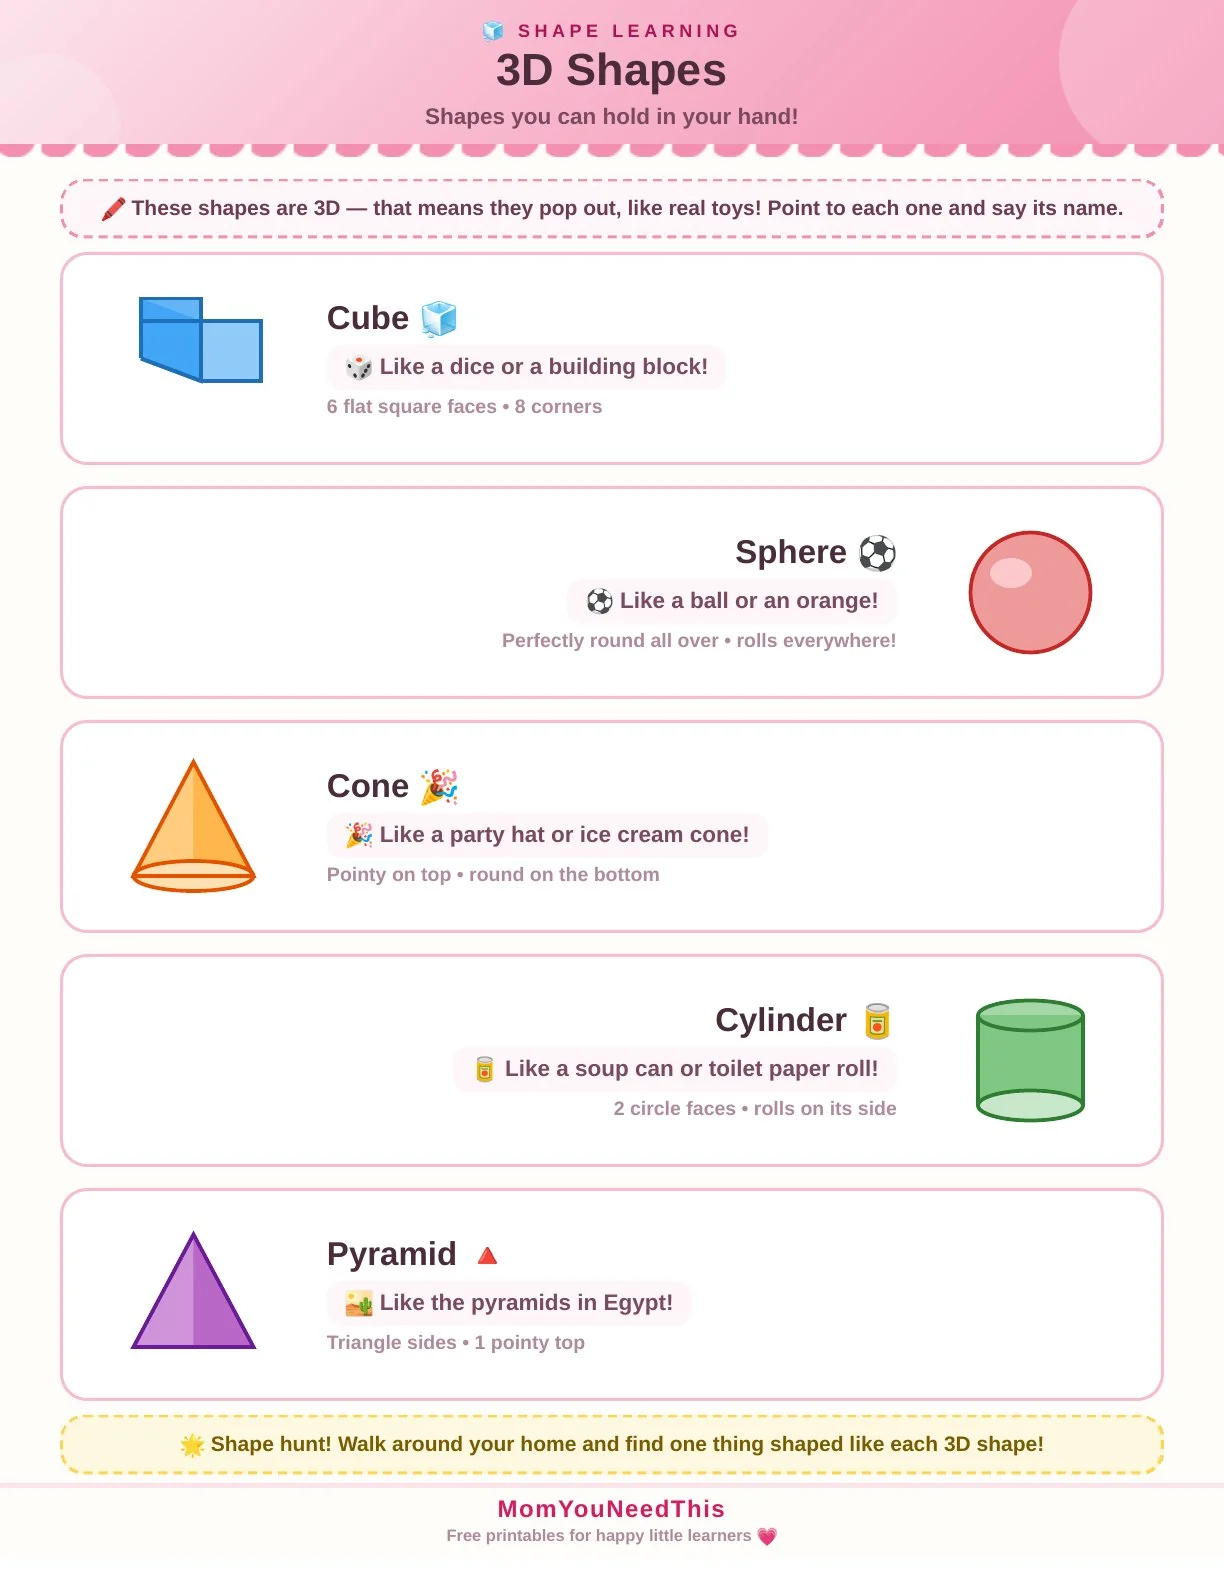 🧊 SHAPE LEARNING
3D Shapes
Shapes you can hold in your hand!
🖍️ These shapes are 3D — that means they pop out, like real toys! Point to each one and say its name.
Cube 🧊
🎲 Like a dice or a building block!
6 flat square faces • 8 corners
Sphere ⚽
⚽ Like a ball or an orange!
Perfectly round all over • rolls everywhere!
Cone 🎉
🎉 Like a party hat or ice cream cone!
Pointy on top • round on the bottom
Cylinder 🥫
🥫 Like a soup can or toilet paper roll!
2 circle faces • rolls on its side
Pyramid 🔺
🏜️ Like the pyramids in Egypt!
Triangle sides • 1 pointy top
🌟 Shape hunt! Walk around your home and find one thing shaped like each 3D shape!
MomYouNeedThis
Free printables for happy little learners 💗